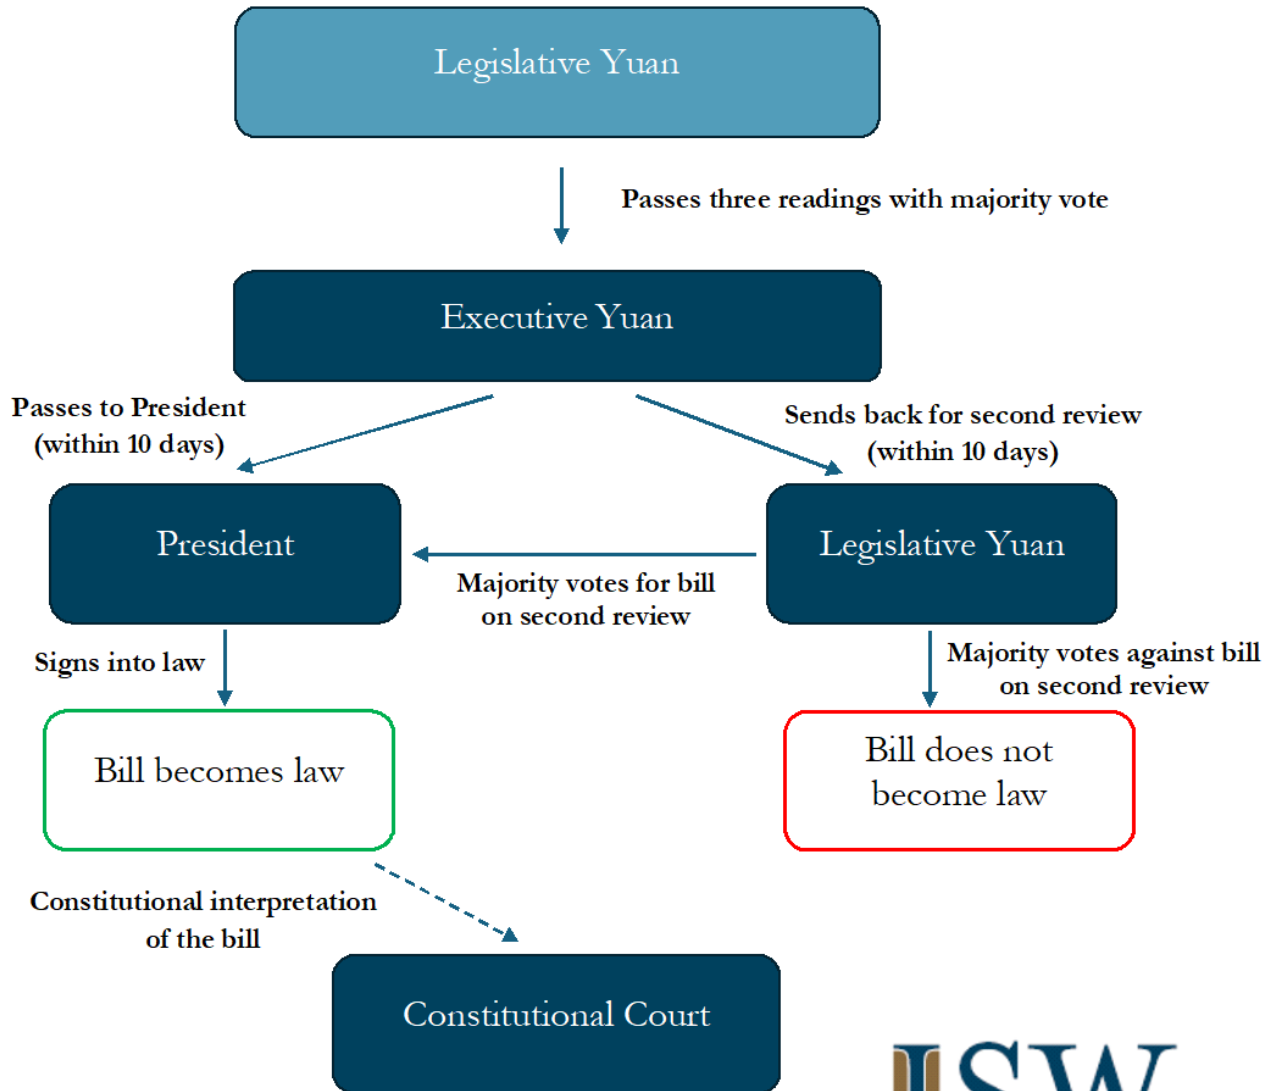 Legislative Yuan
Passes three readings with majority vote
Executive Yuan
Passes to President
(within 10 days)
Sends back for second review
(within 10 days)
President
Legislative Yuan
Majority votes for bill
on second review
Signs into law
Majority votes against bill
on second review
Bill becomes law
Bill does not
become law
Constitutional interpretation
of the bill
Constitutional Court
ISW